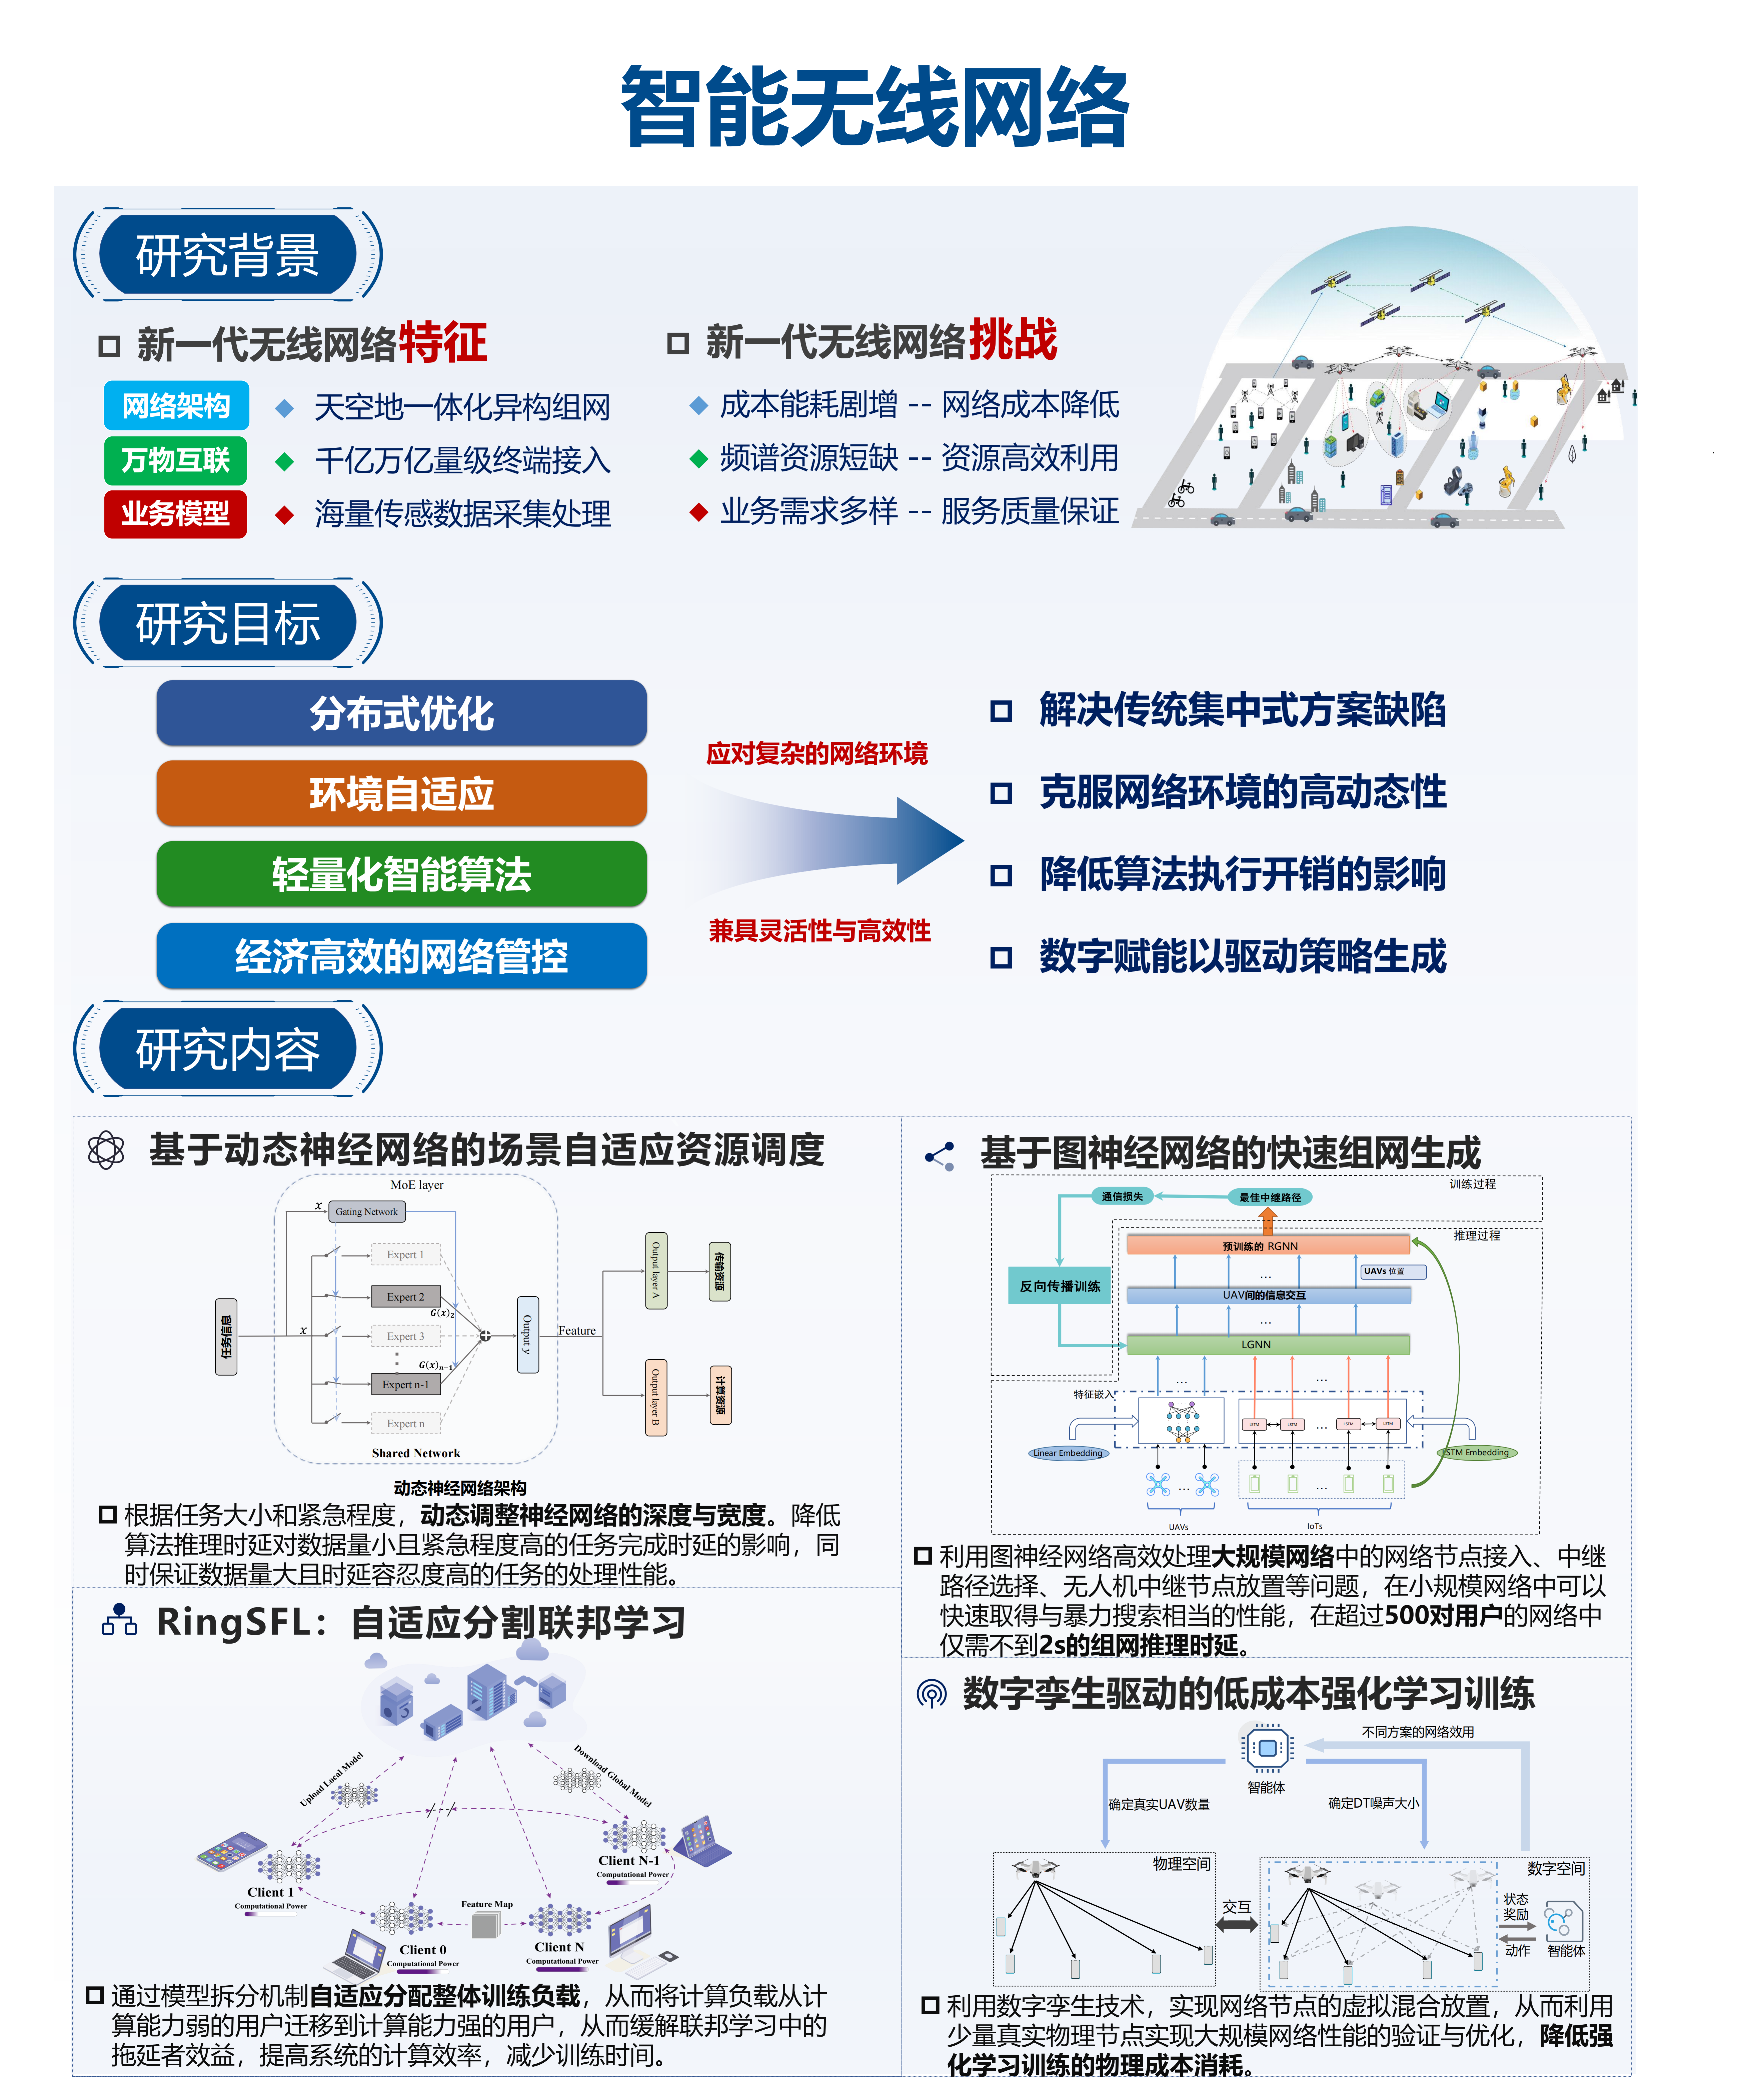 智能无线网络
研究背景
新一代无线网络特征
网络架构
天空地一体化异构组网
万物互联
千亿万亿量级终端接入
业务模型
海量传感数据采集处理
新一代无线网络挑战
成本能耗剧增 -- 网络成本降低
频谱资源短缺 -- 资源高效利用
业务需求多样 -- 服务质量保证
研究目标
分布式优化
环境自适应
轻量化智能算法
经济高效的网络管控
应对复杂的网络环境
兼具灵活性与高效性
解决传统集中式方案缺陷
克服网络环境的高动态性
降低算法执行开销的影响
数字赋能以驱动策略生成
研究内容
基于动态神经网络的场景自适应资源调度
MoE layer
x
Gating Network
Expert 1
Expert 2
G(x)₂
x
Expert 3
G(x)ₙ₋₁
Expert n-1
Expert n
任务信息
Shared Network
Output y
Feature
Output layer A
传输资源
Output layer B
计算资源
动态神经网络架构
根据任务大小和紧急程度，动态调整神经网络的深度与宽度。降低
算法推理时延对数据量小且紧急程度高的任务完成时延的影响，同
时保证数据量大且时延容忍度高的任务的处理性能。
基于图神经网络的快速组网生成
训练过程
通信损失
最佳中继路径
推理过程
预训练的 RGNN
UAVs 位置
反向传播训练
...
UAV间的信息交互
...
LGNN
...
...
特征嵌入
LSTM
LSTM
...
LSTM
LSTM
Linear Embedding
LSTM Embedding
...
...
UAVs
IoTs
利用图神经网络高效处理大规模网络中的网络节点接入、中继
路径选择、无人机中继节点放置等问题，在小规模网络中可以
快速取得与暴力搜索相当的性能，在超过500对用户的网络中
仅需不到2s的组网推理时延。
RingSFL：自适应分割联邦学习
Upload Local Model
Download Global Model
Client 1
Computational Power
Client N-1
Computational Power
Feature Map
Client 0
Computational Power
Client N
Computational Power
通过模型拆分机制自适应分配整体训练负载，从而将计算负载从计
算能力弱的用户迁移到计算能力强的用户，从而缓解联邦学习中的
拖延者效益，提高系统的计算效率，减少训练时间。
数字孪生驱动的低成本强化学习训练
不同方案的网络效用
智能体
确定真实UAV数量
确定DT噪声大小
物理空间
数字空间
交互
状态
奖励
动作
智能体
利用数字孪生技术，实现网络节点的虚拟混合放置，从而利用
少量真实物理节点实现大规模网络性能的验证与优化，降低强
化学习训练的物理成本消耗。